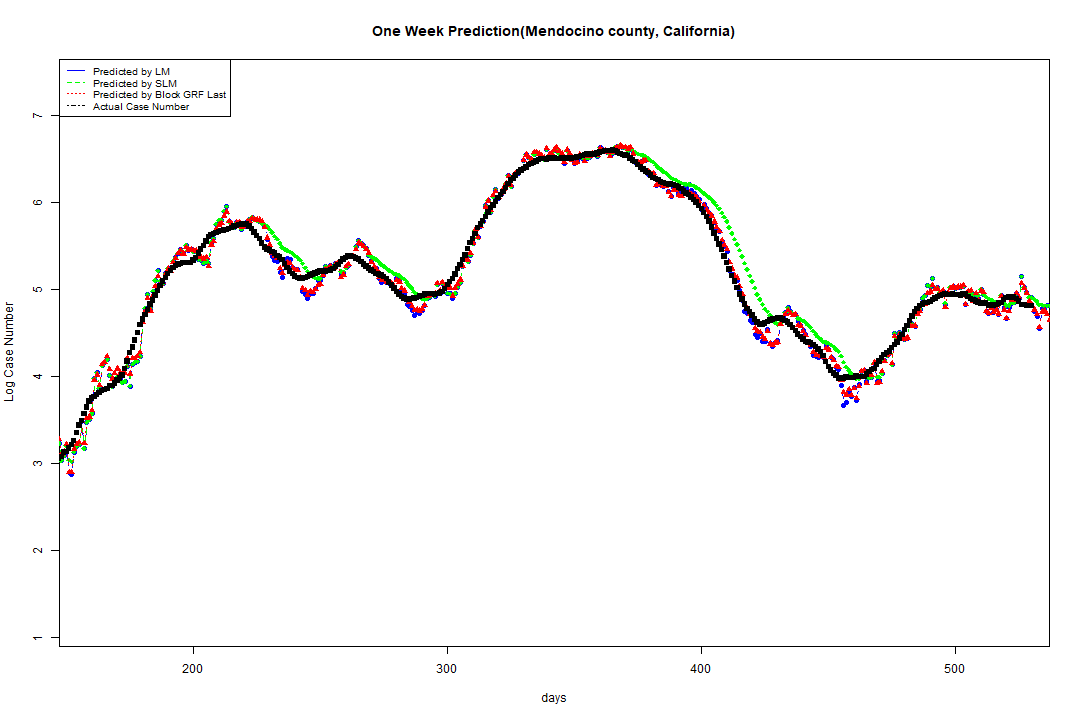 One Week Prediction(Mendocino county, California)
Predicted by LM
Predicted by SLM
Predicted by Block GRF Last
Actual Case Number
7
6
5
4
3
2
1
Log Case Number
200 300 400 500
days